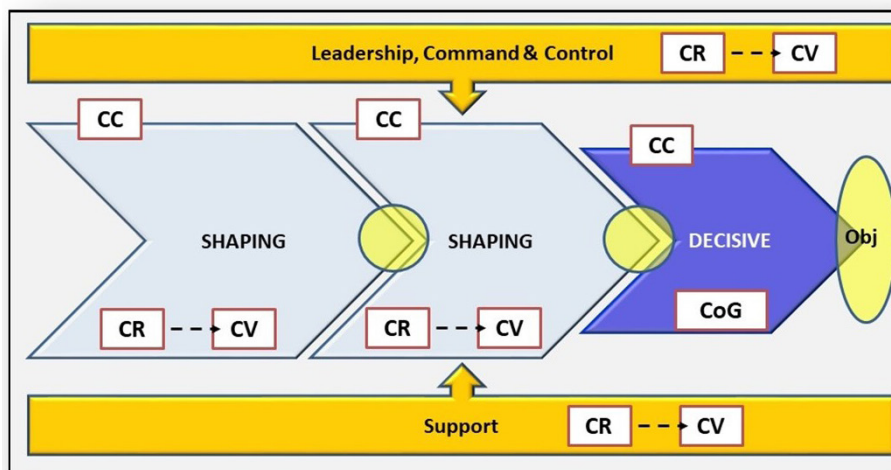 Leadership, Command & Control
CR
CV
CC
CC
CC
SHAPING
SHAPING
DECISIVE
Obj
CoG
CR
CV
CR
CV
Support
CR
CV